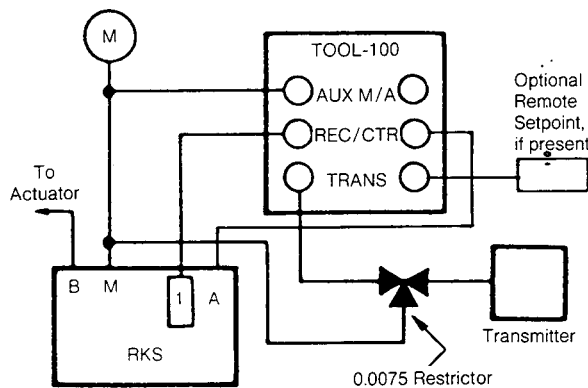 M
TOOL-100
AUX M/A
REC/CTR
TRANS
Optional
Remote
Setpoint,
if present
To
Actuator
B M 1 A
RKS
Transmitter
0.0075 Restrictor